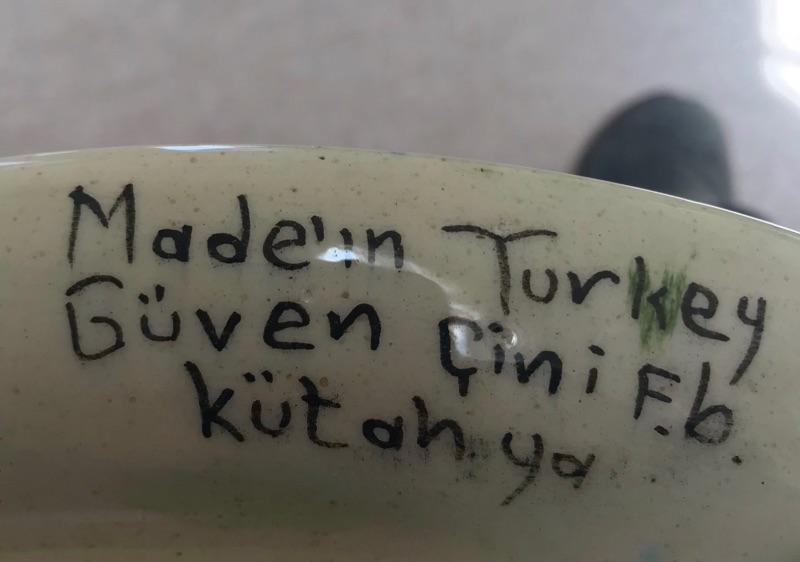 Made'in Turkey
Güven Çini F.b.
kütahya